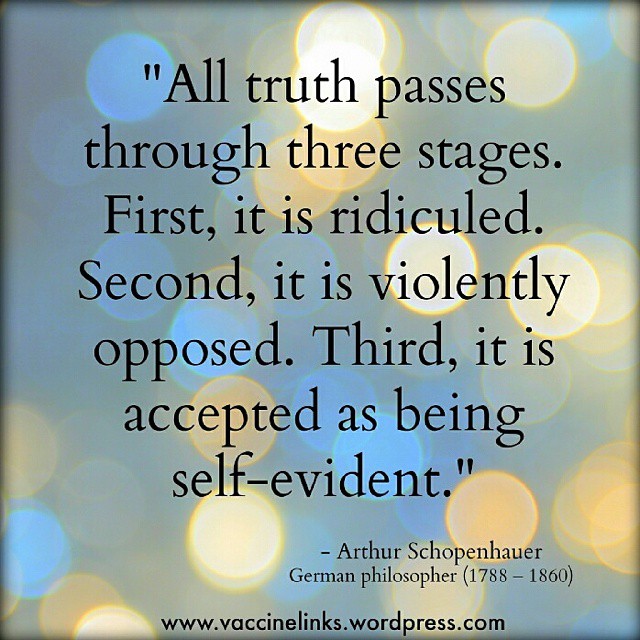 "All truth passes
through three stages.
First, it is ridiculed.
Second, it is violently
opposed. Third, it is
accepted as being
self-evident."
- Arthur Schopenhauer
German philosopher (1788 – 1860)
www.vaccinelinks.wordpress.com